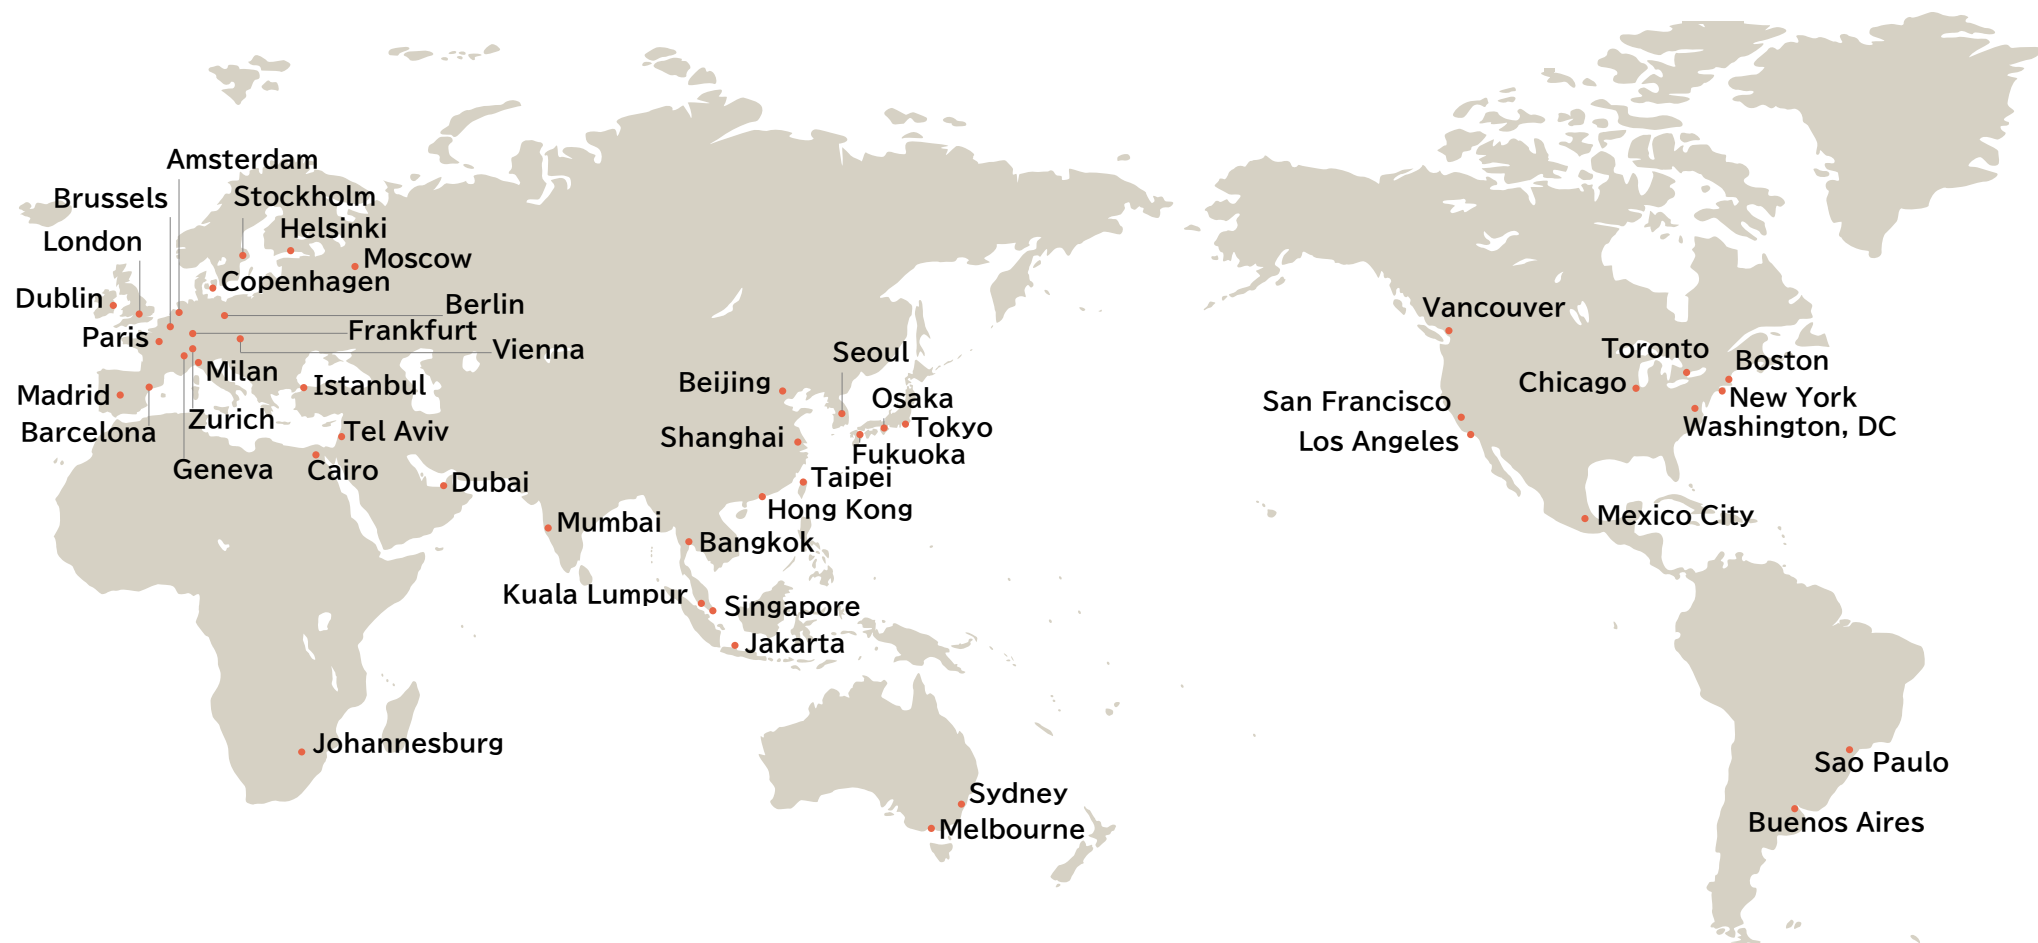 Amsterdam
Brussels
Stockholm
Helsinki
London
Moscow
Copenhagen
Dublin
Berlin
Frankfurt
Paris
Vienna
Milan
Istanbul
Madrid
Zurich
Barcelona
Tel Aviv
Geneva
Cairo
Dubai
Mumbai
Johannesburg
Seoul
Beijing
Osaka
Tokyo
Shanghai
Fukuoka
Taipei
Hong Kong
Bangkok
Kuala Lumpur
Singapore
Jakarta
Sydney
Melbourne
Vancouver
Toronto
Boston
Chicago
New York
San Francisco
Washington, DC
Los Angeles
Mexico City
Sao Paulo
Buenos Aires